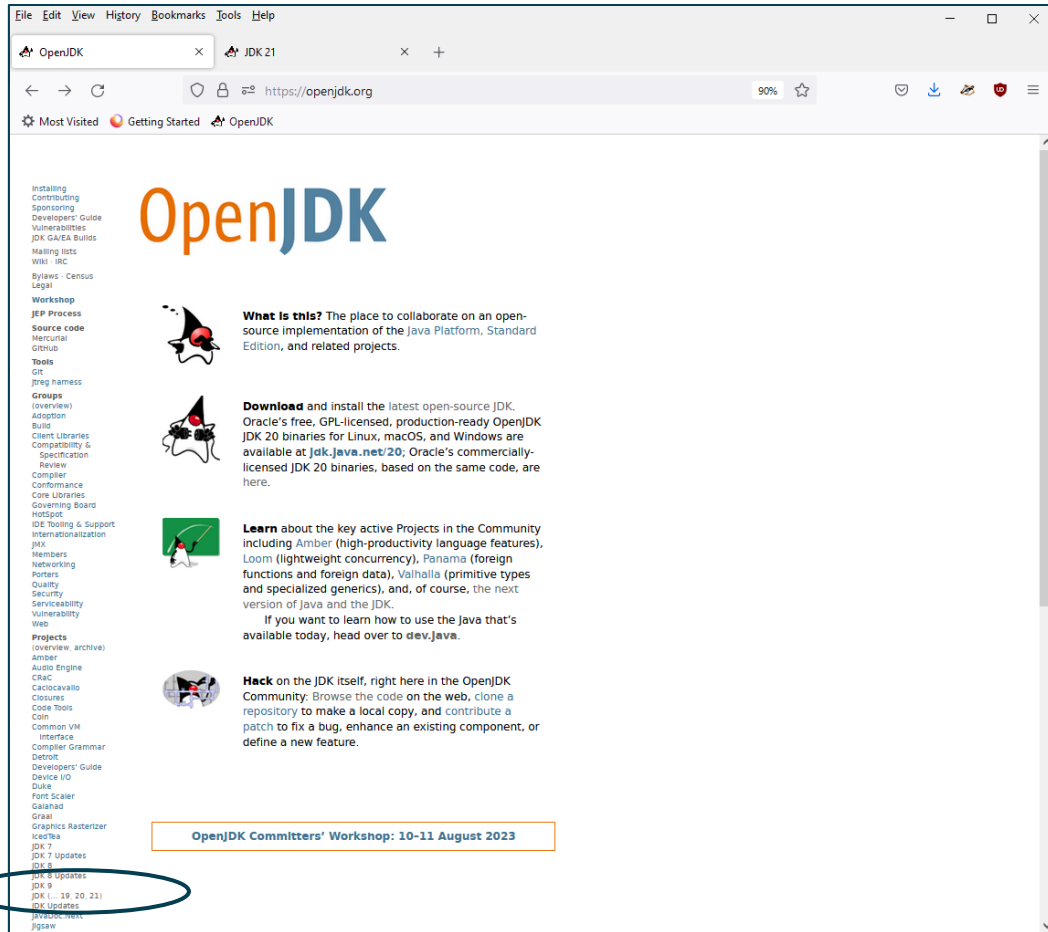 File Edit View History Bookmarks Tools Help
OpenJDK
JDK 21
https://openjdk.org
90%
Most Visited Getting Started OpenJDK
Installing
Contributing
Sponsoring
Developers' Guide
Vulnerabilities
JDK GA/EA Builds
Mailing lists
Wiki · IRC
Bylaws · Census
Legal
Workshop
JEP Process
Source code
Mercurial
GitHub
Tools
Git
jtreg harness
Groups
(overview)
Adoption
Build
Client Libraries
Compatibility &
Specification
Review
Compiler
Conformance
Core Libraries
Governing Board
HotSpot
IDE Tooling & Support
Internationalization
JMX
Members
Networking
Porters
Quality
Security
Serviceability
Vulnerability
Web
Projects
(overview, archive)
Amber
Audio Engine
CRaC
Caciocavallo
Closures
Code Tools
Coin
Common VM
Interface
Compiler Grammar
Detroit
Developers' Guide
Device I/O
Duke
Font Scaler
Galahad
Graal
Graphics Rasterizer
IcedTea
JDK 7
JDK 7 Updates
JDK 8
JDK 8 Updates
JDK 9
JDK (... 19, 20, 21)
JDK Updates
JavaDoc.Next
Jigsaw
OpenJDK
What is this? The place to collaborate on an open-
source implementation of the Java Platform, Standard
Edition, and related projects.
Download and install the latest open-source JDK.
Oracle's free, GPL-licensed, production-ready OpenJDK
JDK 20 binaries for Linux, macOS, and Windows are
available at jdk.java.net/20; Oracle's commercially-
licensed JDK 20 binaries, based on the same code, are
here.
Learn about the key active Projects in the Community
including Amber (high-productivity language features),
Loom (lightweight concurrency), Panama (foreign
functions and foreign data), Valhalla (primitive types
and specialized generics), and, of course, the next
version of Java and the JDK.
If you want to learn how to use the Java that's
available today, head over to dev.java.
Hack on the JDK itself, right here in the OpenJDK
Community: Browse the code on the web, clone a
repository to make a local copy, and contribute a
patch to fix a bug, enhance an existing component, or
define a new feature.
OpenJDK Committers' Workshop: 10–11 August 2023